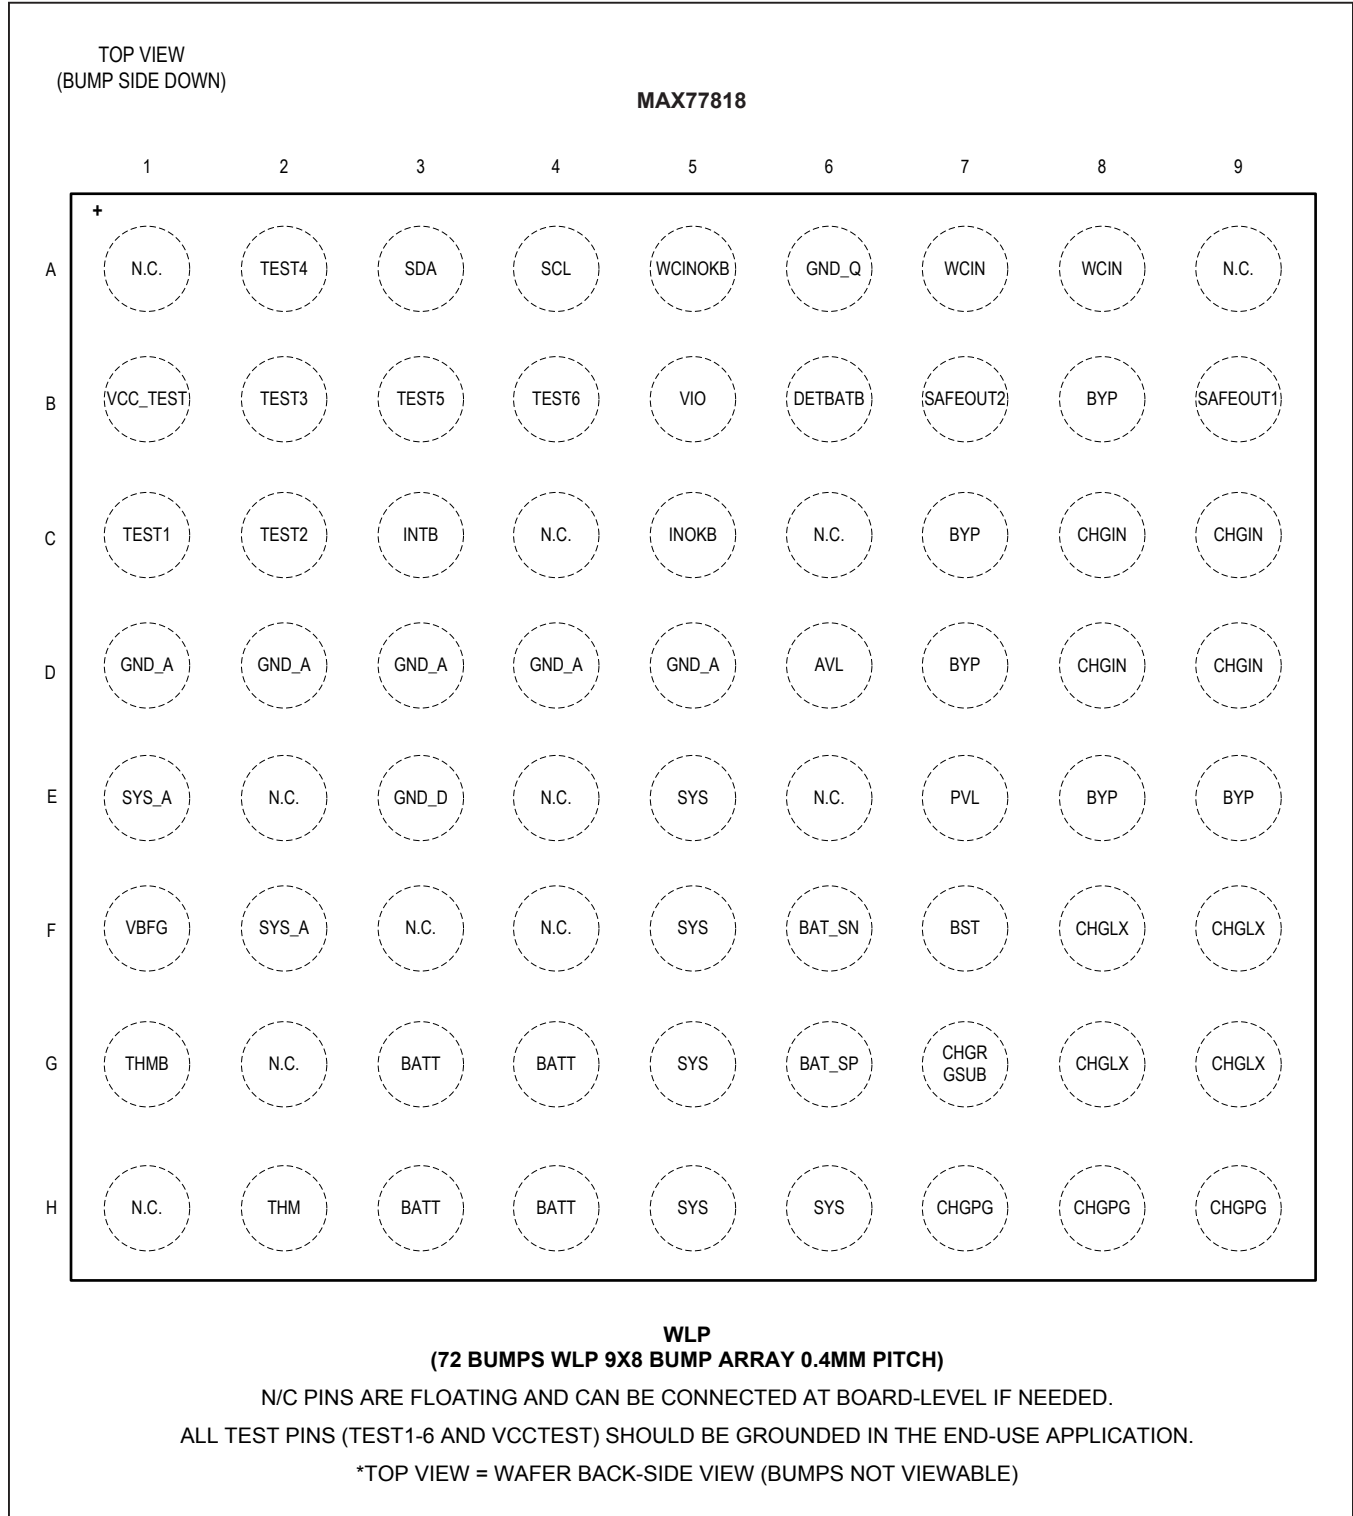 TOP VIEW
(BUMP SIDE DOWN)
MAX77818
1 2 3 4 5 6 7 8 9
+
A N.C. TEST4 SDA SCL WCINOKB GND_Q WCIN WCIN N.C.
B VCC_TEST TEST3 TEST5 TEST6 VIO DETBATB SAFEOUT2 BYP SAFEOUT1
C TEST1 TEST2 INTB N.C. INOKB N.C. BYP CHGIN CHGIN
D GND_A GND_A GND_A GND_A GND_A AVL BYP CHGIN CHGIN
E SYS_A N.C. GND_D N.C. SYS N.C. PVL BYP BYP
F VBFG SYS_A N.C. N.C. SYS BAT_SN BST CHGLX CHGLX
G THMB N.C. BATT BATT SYS BAT_SP CHGR GSUB CHGLX CHGLX
H N.C. THM BATT BATT SYS SYS CHGPG CHGPG CHGPG
WLP
(72 BUMPS WLP 9X8 BUMP ARRAY 0.4MM PITCH)
N/C PINS ARE FLOATING AND CAN BE CONNECTED AT BOARD-LEVEL IF NEEDED.
ALL TEST PINS (TEST1-6 AND VCCTEST) SHOULD BE GROUNDED IN THE END-USE APPLICATION.
*TOP VIEW = WAFER BACK-SIDE VIEW (BUMPS NOT VIEWABLE)